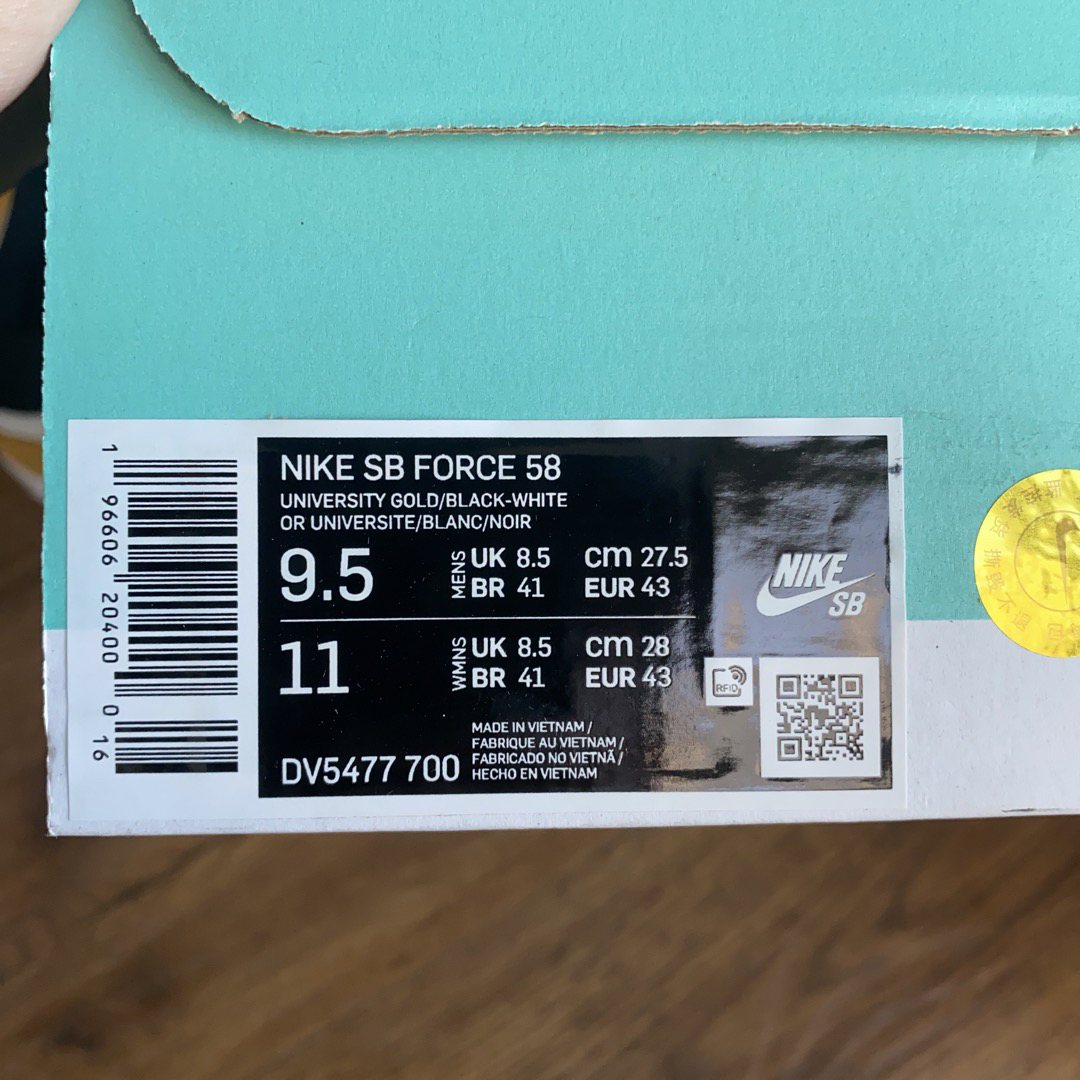 NIKE SB FORCE 58
UNIVERSITY GOLD/BLACK-WHITE
OR UNIVERSITE/BLANC/NOIR
9.5 MENS UK 8.5 cm 27.5
BR 41 EUR 43
11 WMNS UK 8.5 cm 28
BR 41 EUR 43
DV5477 700
MADE IN VIETNAM /
FABRIQUE AU VIETNAM /
FABRICADO NO VIETNÃ /
HECHO EN VIETNAM
NIKE
SB
RFID
1 96606 20400 0 16